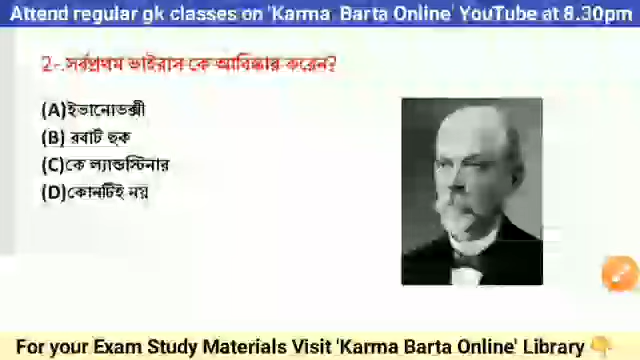 Attend regular gk classes on 'Karma Barta Online' YouTube at 8.30pm
2-.সর্বপ্রথম ভাইরাস কে আবিষ্কার করেন?
(A)ইভানোভস্কী
(B) রবার্ট হুক
(C)কে ল্যান্ডস্টিনার
(D)কোনটিই নয়
For your Exam Study Materials Visit 'Karma Barta Online' Library 👇